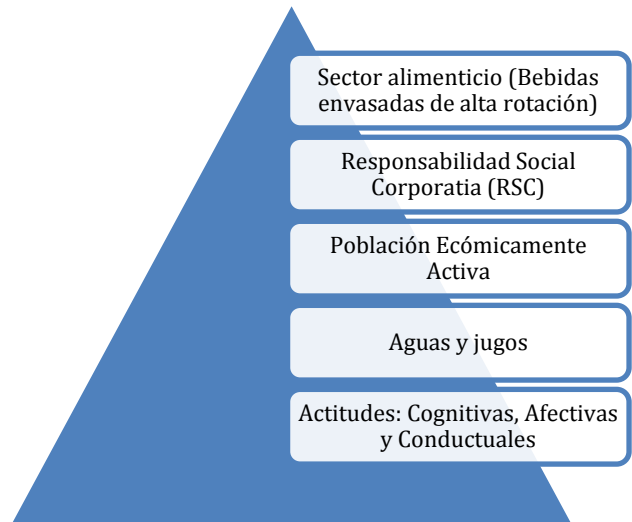 Sector alimenticio (Bebidas
envasadas de alta rotación)
Responsabilidad Social
Corporatia (RSC)
Población Ecómicamente
Activa
Aguas y jugos
Actitudes: Cognitivas, Afectivas
y Conductuales